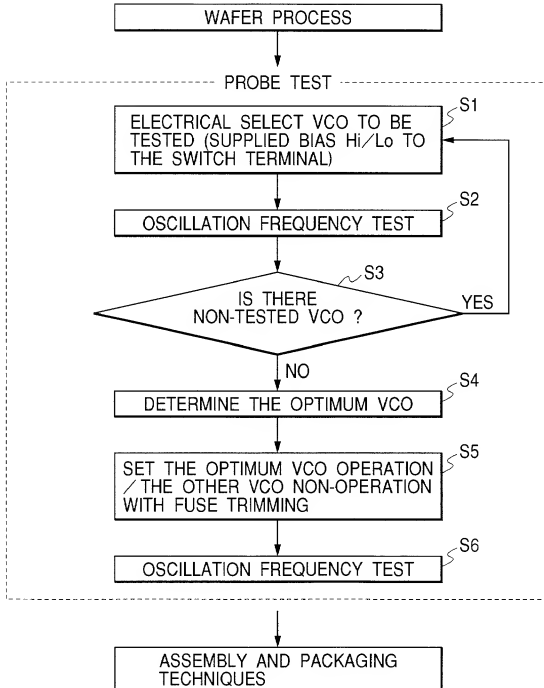 WAFER PROCESS
PROBE TEST
S1
ELECTRICAL SELECT VCO TO BE
TESTED (SUPPLIED BIAS Hi/Lo TO
THE SWITCH TERMINAL)
S2
OSCILLATION FREQUENCY TEST
S3
IS THERE
NON-TESTED VCO ?
YES
NO
S4
DETERMINE THE OPTIMUM VCO
S5
SET THE OPTIMUM VCO OPERATION
/THE OTHER VCO NON-OPERATION
WITH FUSE TRIMMING
S6
OSCILLATION FREQUENCY TEST
ASSEMBLY AND PACKAGING
TECHNIQUES